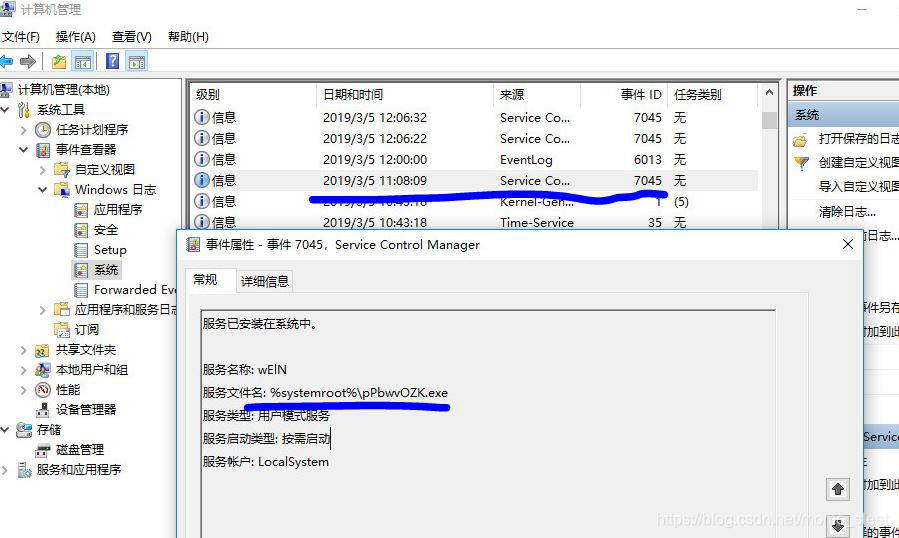 计算机管理
文件(F) 操作(A) 查看(V) 帮助(H)
计算机管理(本地)
系统工具
任务计划程序
事件查看器
自定义视图
Windows 日志
应用程序
安全
Setup
系统
Forwarded Eve
应用程序和服务日志
订阅
共享文件夹
本地用户和组
性能
设备管理器
存储
磁盘管理
服务和应用程序
级别 日期和时间 来源 事件 ID 任务类别
信息 2019/3/5 12:06:32 Service Co... 7045 无
信息 2019/3/5 12:06:22 Service Co... 7045 无
信息 2019/3/5 12:00:00 EventLog 6013 无
信息 2019/3/5 11:08:09 Service Co... 7045 无
信息 2019/3/5 10:43:18 Kernel-Gen... 1 (5)
信息 2019/3/5 10:43:18 Time-Service 35 无
操作
系统
打开保存的日志
创建自定义视图
导入自定义视图
清除日志...
前日志...
事件 7045, Service Control Manager
事件属性 - 事件 7045, Service Control Manager
常规 详细信息
服务已安装在系统中。
服务名称: wElN
服务文件名: %systemroot%\pPbwvOZK.exe
服务类型: 用户模式服务
服务启动类型: 按需启动
服务帐户: LocalSystem
件另存
加到此
Service
附加到此
https://blog.csdn.net/